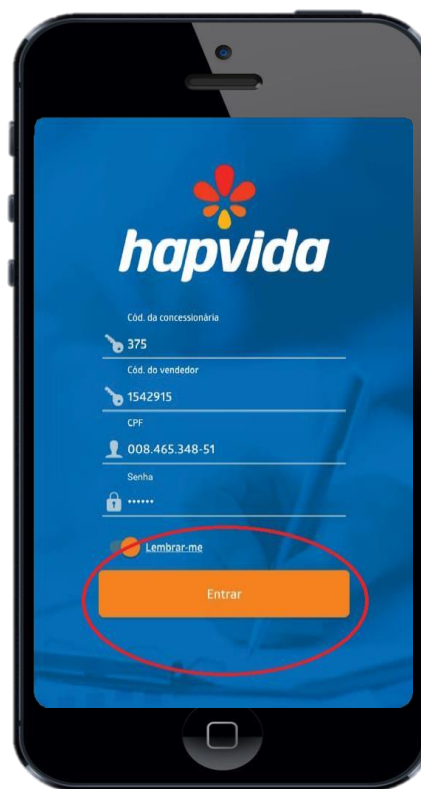 hapvida
Cód. da concessionária
375
Cód. do vendedor
1542915
CPF
008.465.348-51
Senha
••••••
Lembrar-me
Entrar